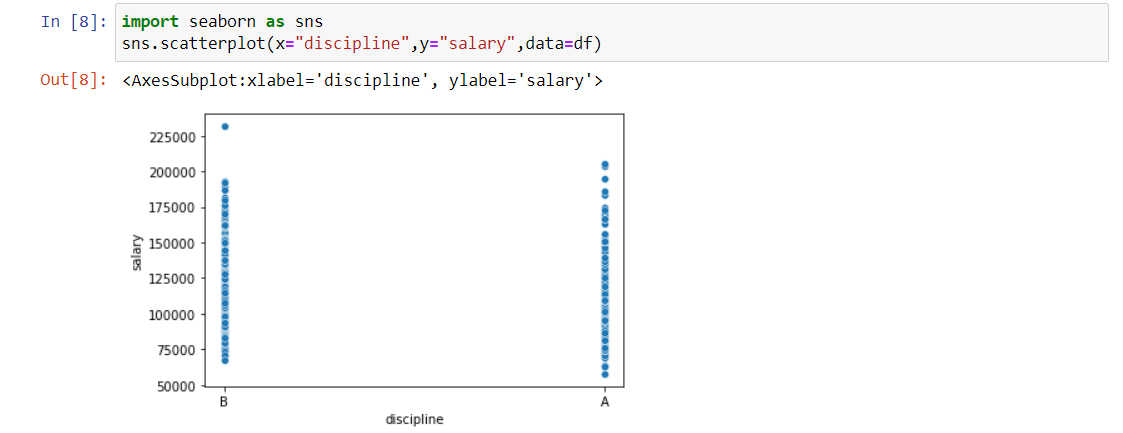 In [8]: import seaborn as sns
sns.scatterplot(x="discipline",y="salary",data=df)
Out[8]: <AxesSubplot:xlabel='discipline', ylabel='salary'>
225000
200000
175000
150000
125000
100000
75000
50000
salary
B A
discipline